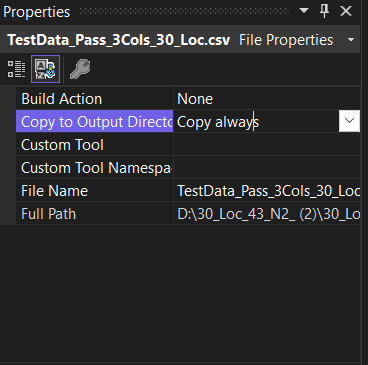 Properties
TestData_Pass_3Cols_30_Loc.csv File Properties
Build Action None
Copy to Output Directo Copy always
Custom Tool
Custom Tool Namespac
File Name TestData_Pass_3Cols_30_Loc
Full Path D:\30_Loc_43_N2_ (2)\30_Lo